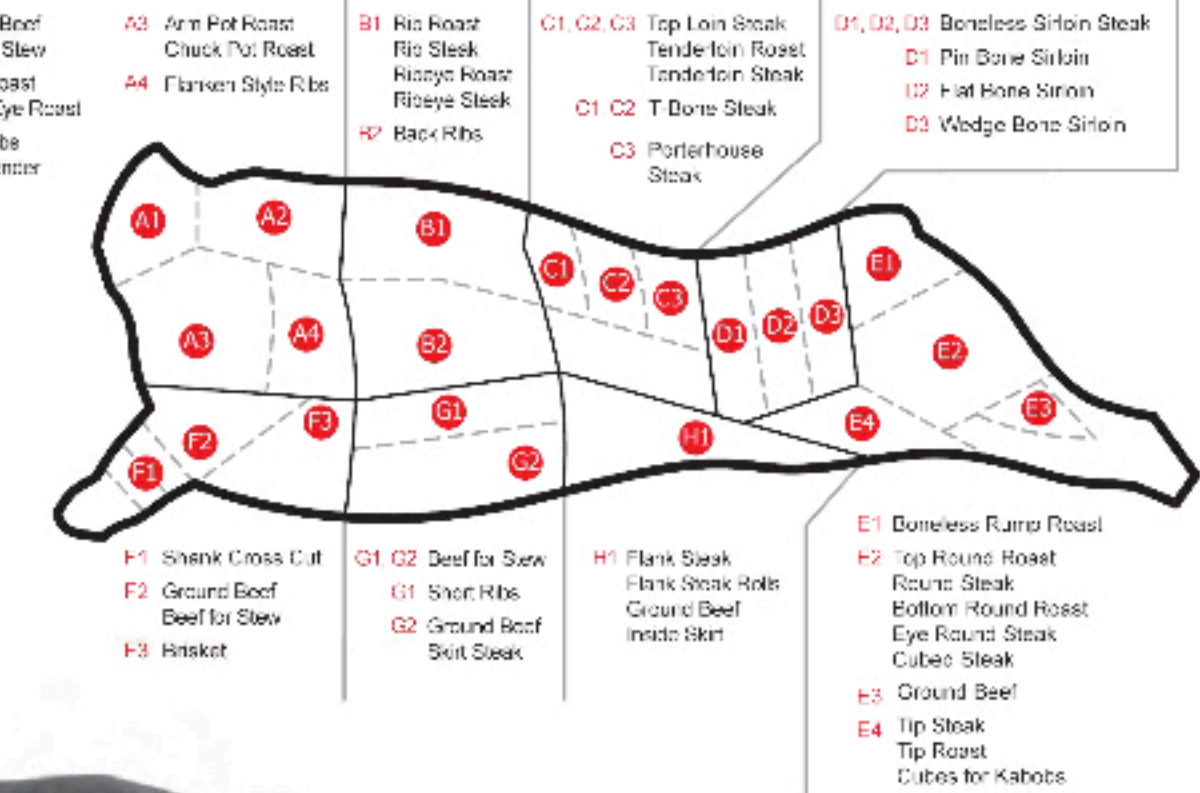 Beef
Stew
Eye Roast
A3 Arm Pot Roast
Chuck Pot Roast
A4 Flanken Style Ribs
B1 Rib Roast
Rib Steak
Ribeye Roast
Ribeye Steak
B2 Back Ribs
C1, C2, C3 Top Loin Steak
Tenderloin Roast
Tenderloin Steak
C1, C2 T-Bone Steak
C3 Porterhouse
Steak
D1, D2, D3 Boneless Sirloin Steak
D1 Pin Bone Sirloin
D2 Flat Bone Sirloin
D3 Wedge Bone Sirloin
A1
A2
B1
C1
C2
C3
E1
A3
A4
B2
D1
D2
D3
E2
F1
F2
F3
G1
G2
H1
E4
E3
F1 Shank Cross Cut
F2 Ground Beef
Beef for Stew
F3 Brisket
G1, G2 Beef for Stew
G1 Short Ribs
G2 Ground Beef
Skirt Steak
H1 Flank Steak
Flank Steak Rolls
Ground Beef
Inside Skirt
E1 Boneless Rump Roast
E2 Top Round Roast
Round Steak
Bottom Round Roast
Eye Round Steak
Cubed Steak
E3 Ground Beef
E4 Tip Steak
Tip Roast
Cubes for Kabobs